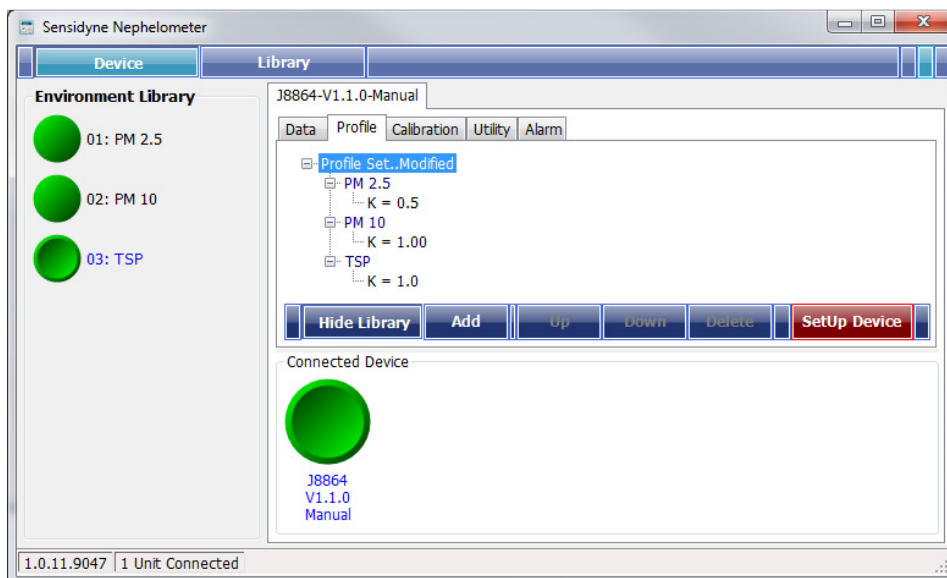 Sensidyne Nephelometer
Device
Library
Environment Library
01: PM 2.5
02: PM 10
03: TSP
J8864-V1.1.0-Manual
Data Profile Calibration Utility Alarm
Profile Set..Modified
PM 2.5
K = 0.5
PM 10
K = 1.00
TSP
K = 1.0
Hide Library Add Up Down Delete SetUp Device
Connected Device
J8864
V1.1.0
Manual
1.0.11.9047 1 Unit Connected